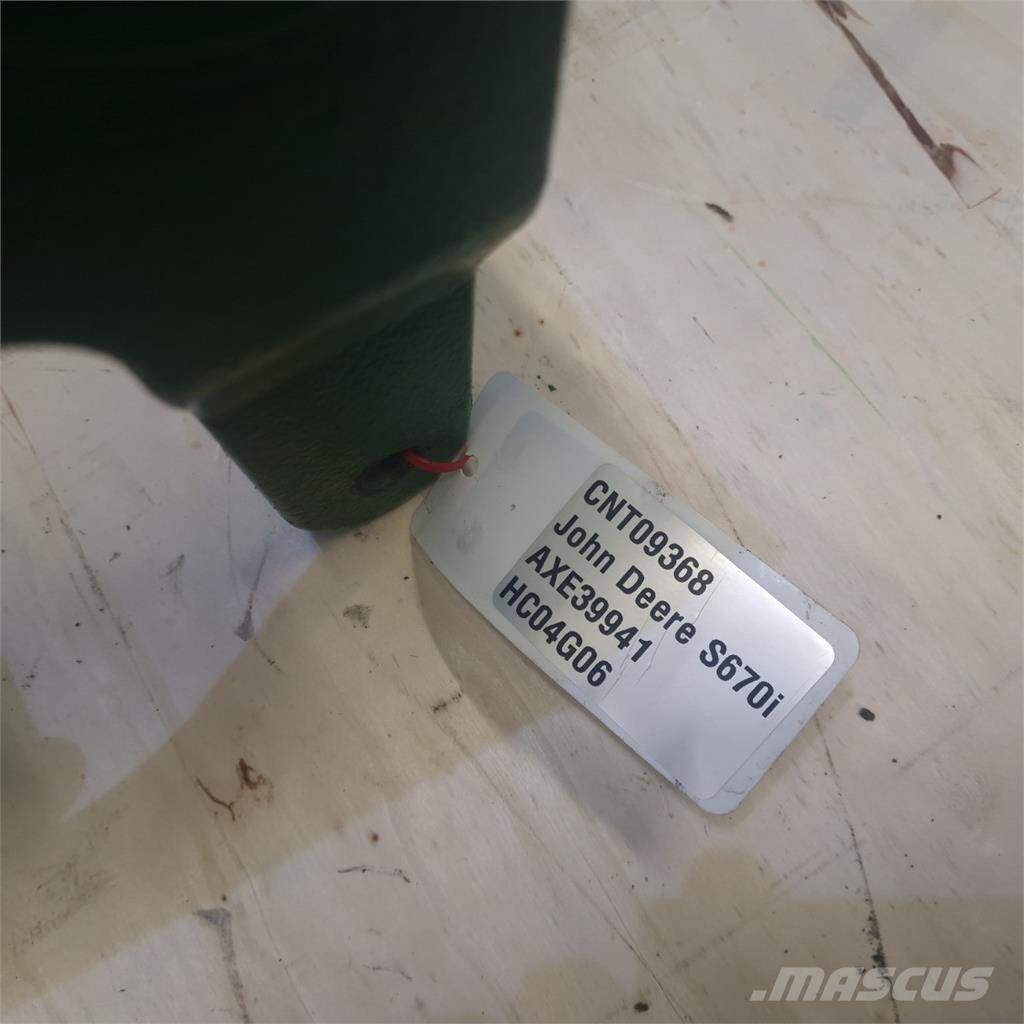 CNT09368
John Deere S670i
AXE39941
HC04G06
.MASCUS